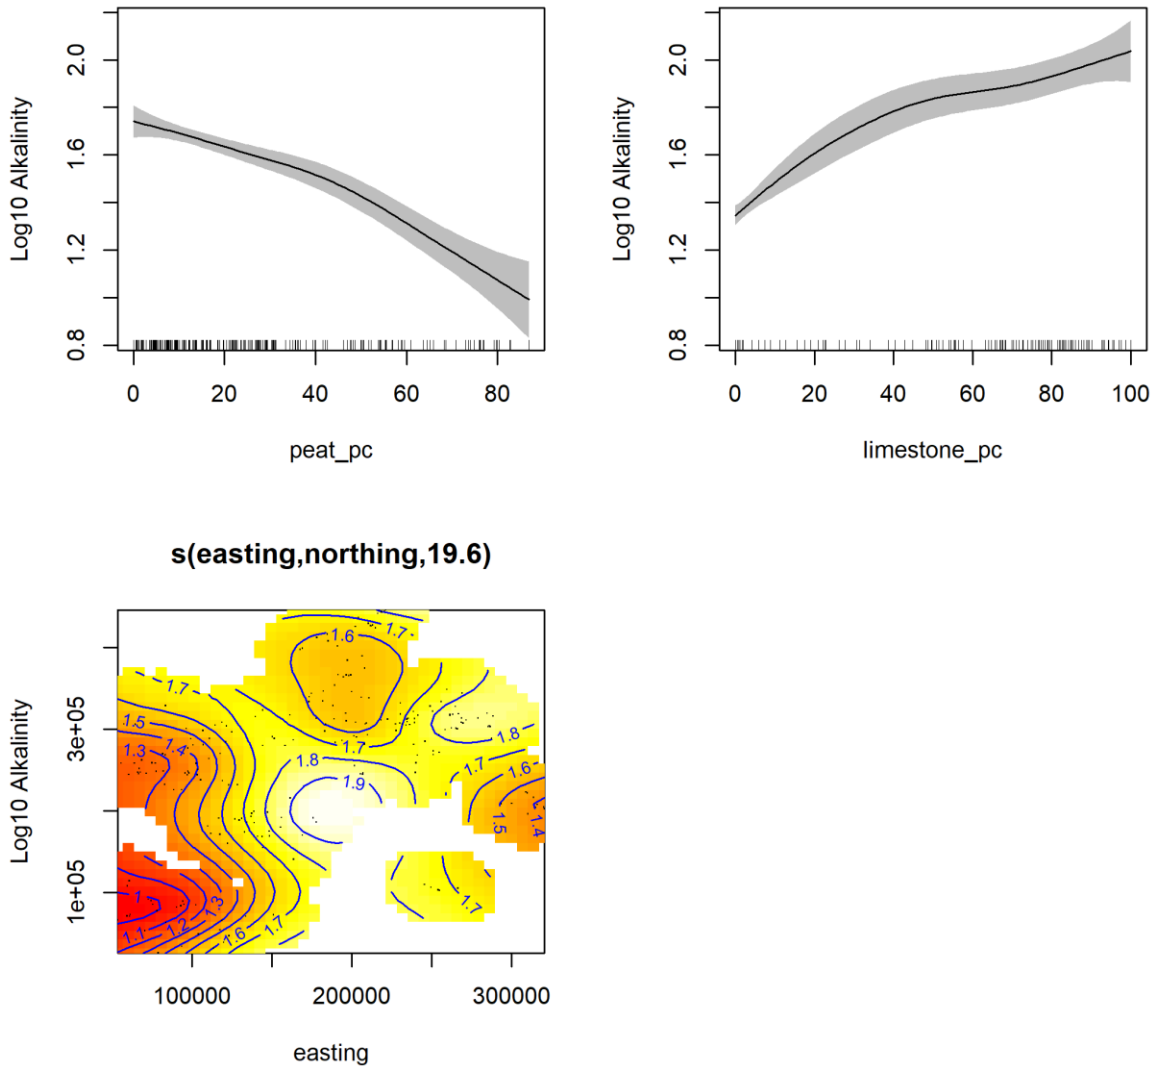 Log10 Alkalinity
0.8 1.2 1.6 2.0
0 20 40 60 80
peat_pc
Log10 Alkalinity
0.8 1.2 1.6 2.0
0 20 40 60 80 100
limestone_pc
s(easting,northing,19.6)
Log10 Alkalinity
1e+05 3e+05
1.7
1.6
1.7
1.5
1.3
1.4
1.7
1.8
1.9
1.8
1.7
1.6
1.5
1.4
1
1.1
1.2
1.3
1.6
1.7
1.7
100000 200000 300000
easting